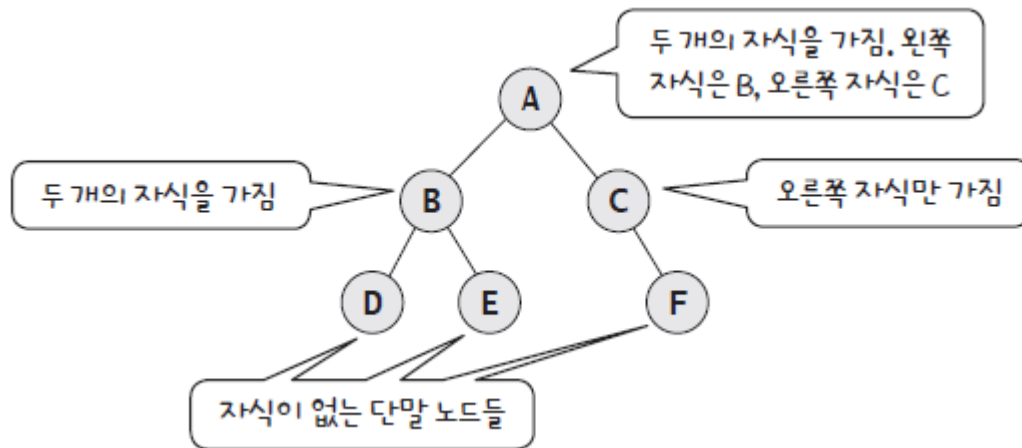 두 개의 자식을 가짐. 왼쪽
자식은 B, 오른쪽 자식은 C
A
두 개의 자식을 가짐
B
C
오른쪽 자식만 가짐
D
E
F
자식이 없는 단말 노드들